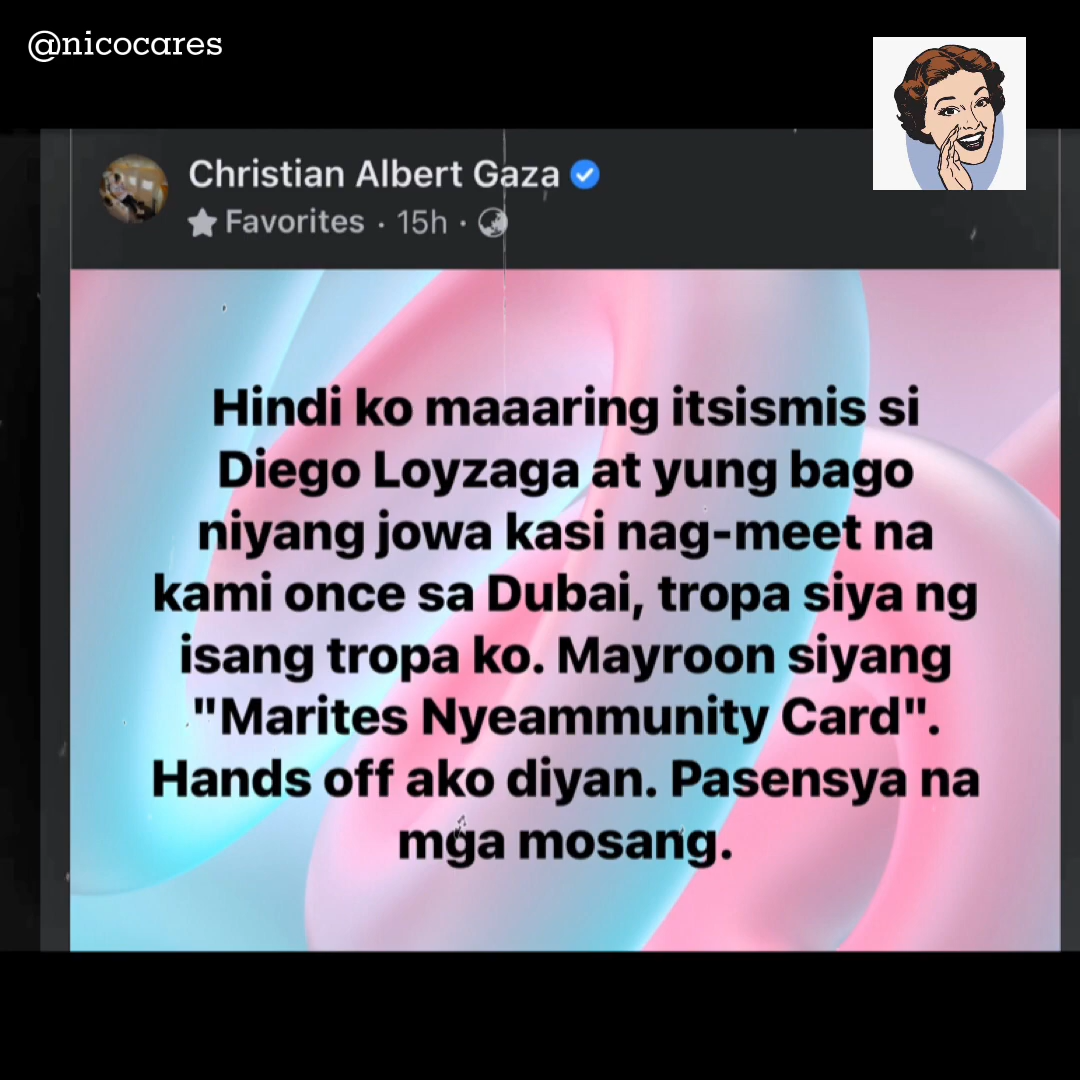 @nicocares
Christian Albert Gaza
Favorites · 15h ·
Hindi ko maaaring itsismis si
Diego Loyzaga at yung bago
niyang jowa kasi nag-meet na
kami once sa Dubai, tropa siya ng
isang tropa ko. Mayroon siyang
"Marites Nyeammunity Card".
Hands off ako diyan. Pasensya na
mga mosang.